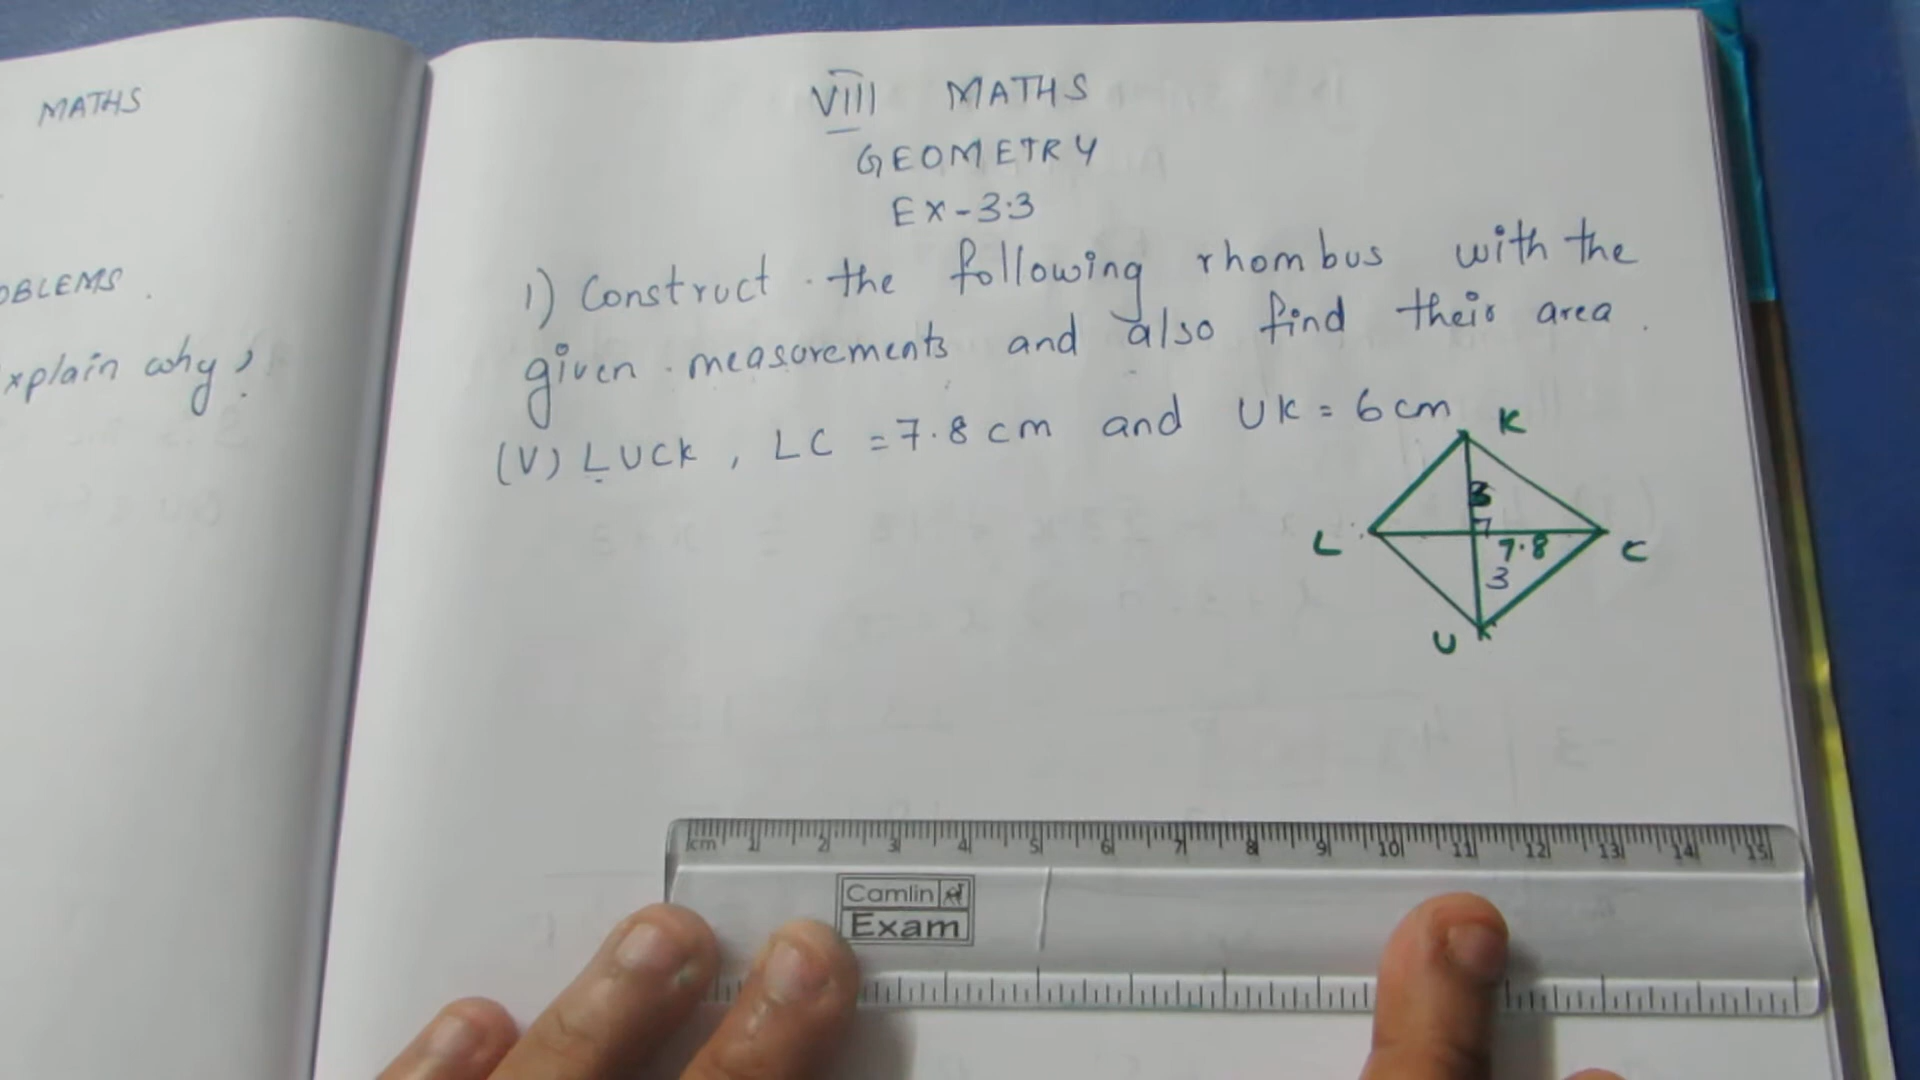 MATHS
OBLEMS.
xplain why?
VIII MATHS
GEOMETRY
EX-3.3
1) Construct the following rhombus with the
given measurements and also find their area.
(V) LUCK, LC = 7.8 cm and UK = 6 cm
K
3
L 7.8 C
3
U
cm 1 2 3 4 5 6 7 8 9 10 11 12 13 14 15
Camlin
Exam